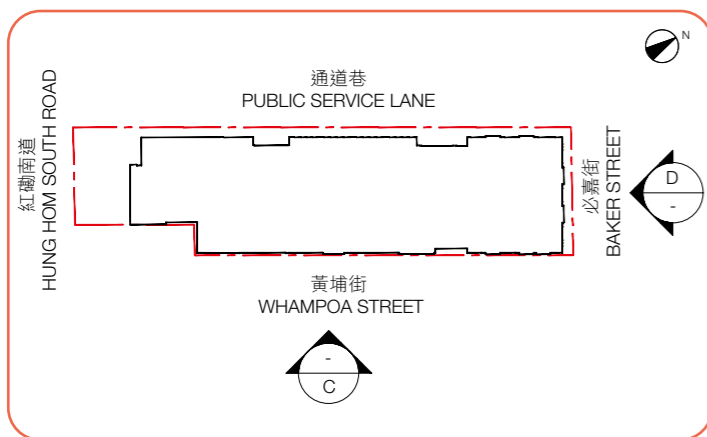 N
通道巷
PUBLIC SERVICE LANE
紅磡南道
HUNG HOM SOUTH ROAD
必嘉街
BAKER STREET
D
-
黃埔街
WHAMPOA STREET
-
C